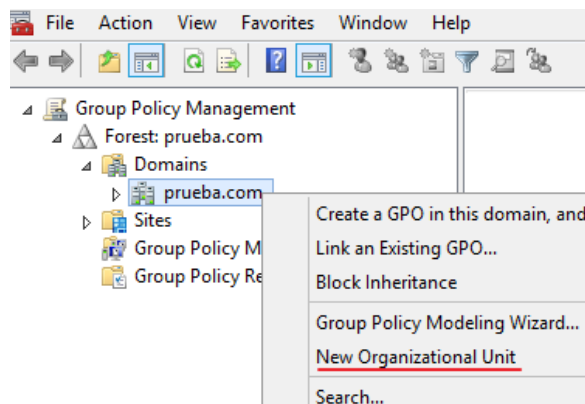 File Action View Favorites Window Help
Group Policy Management
Forest: prueba.com
Domains
prueba.com
Sites
Group Policy M
Group Policy Re
Create a GPO in this domain, and
Link an Existing GPO...
Block Inheritance
Group Policy Modeling Wizard...
New Organizational Unit
Search...